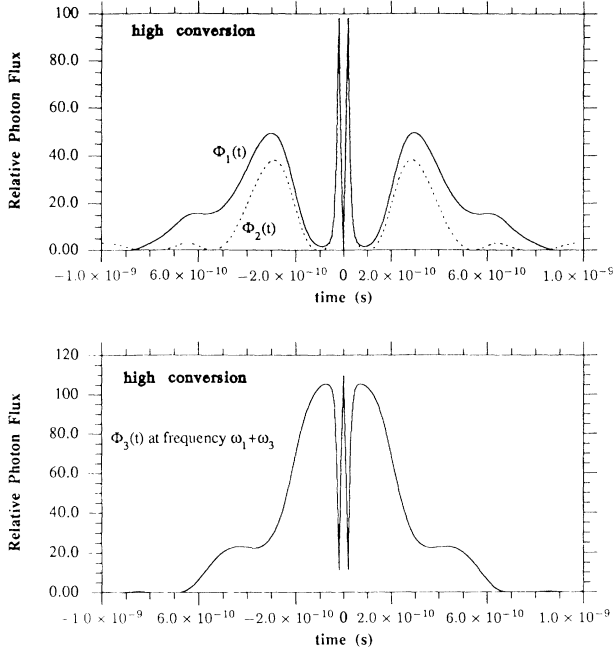 high conversion
Relative Photon Flux
100
80.0
60.0
40.0
20.0
0.00
Φ1(t)
Φ2(t)
−1.0 × 10⁻⁹ 6.0 × 10⁻¹⁰ −2.0 × 10⁻¹⁰ 0 2.0 × 10⁻¹⁰ 6.0 × 10⁻¹⁰ 1.0 × 10⁻⁹
time (s)
high conversion
Relative Photon Flux
120
100
80.0
60.0
40.0
20.0
0.00
Φ3(t) at frequency ω1+ω3
-1.0 × 10⁻⁹ 6.0 × 10⁻¹⁰ −2.0 × 10⁻¹⁰ 0 2.0 × 10⁻¹⁰ 6.0 × 10⁻¹⁰ 1.0 × 10⁻⁹
time (s)